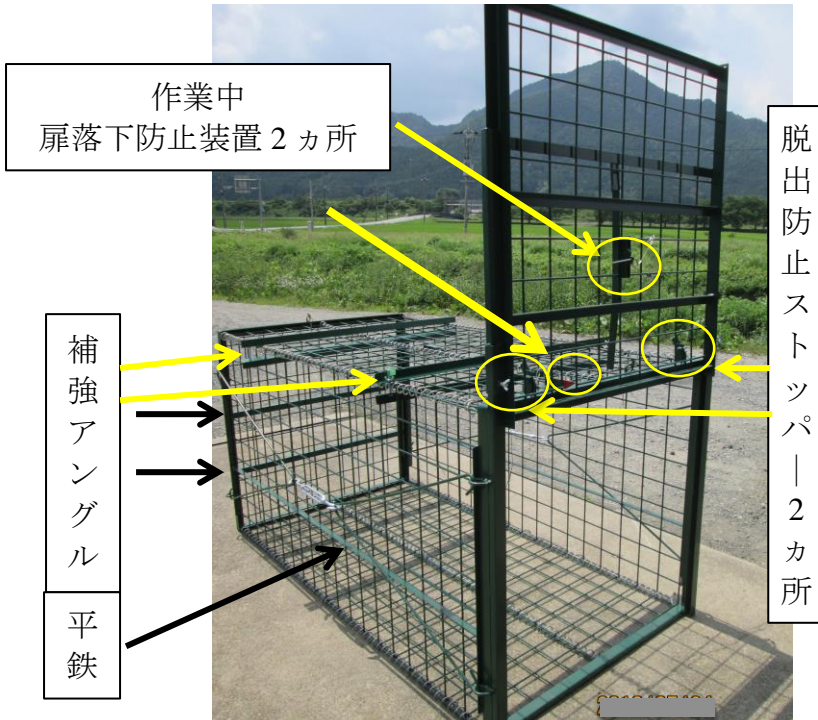 作業中
扉落下防止装置２ヵ所
脱出防止ストッパー２ヵ所
補強アングル
平鉄